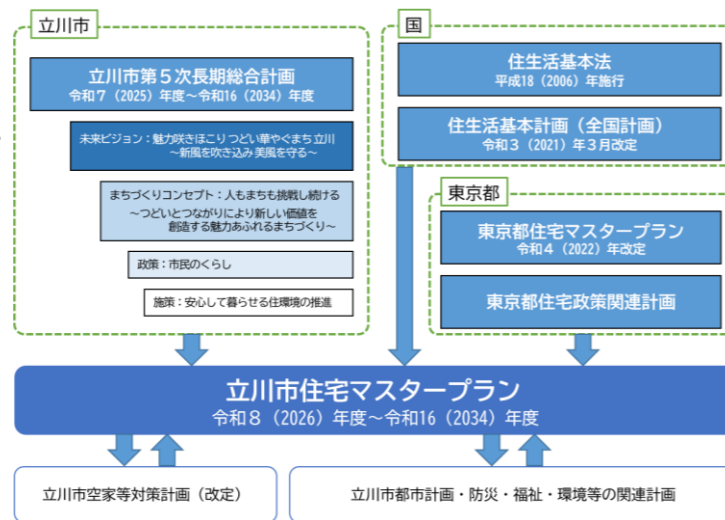 立川市
立川市第5次長期総合計画
令和7（2025）年度～令和16（2034）年度
未来ビジョン：魅力咲きほこり つどい華やぐまち 立川
～新風を吹き込み 美風を守る～
まちづくりコンセプト：人もまちも挑戦し続ける
～つどいとつながりにより新しい価値を
創造する魅力あふれるまちづくり～
政策：市民のくらし
施策：安心して暮らせる住環境の推進
国
住生活基本法
平成18（2006）年施行
住生活基本計画（全国計画）
令和3（2021）年3月改定
東京都
東京都住宅マスタープラン
令和4（2022）年改定
東京都住宅政策関連計画
立川市住宅マスタープラン
令和8（2026）年度～令和16（2034）年度
立川市空家等対策計画（改定）
立川市都市計画・防災・福祉・環境等の関連計画